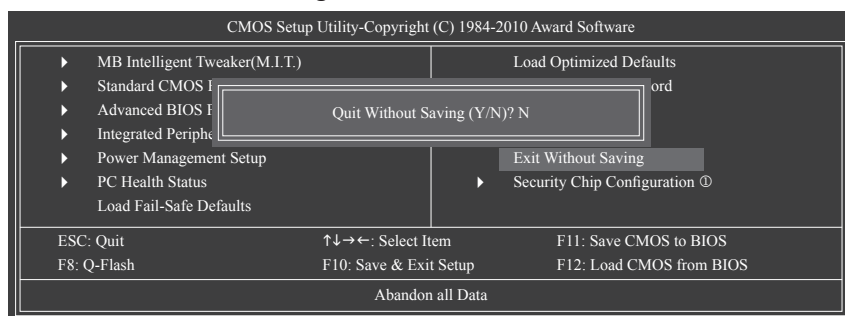 CMOS Setup Utility-Copyright (C) 1984-2010 Award Software
▶ MB Intelligent Tweaker(M.I.T.)
▶ Standard CMOS
▶ Advanced BIOS
▶ Integrated
▶ Power Management Setup
▶ PC Health Status
Load Fail-Safe Defaults
Load Optimized Defaults
Quit Without Saving (Y/N)? N
Exit Without Saving
▶ Security Chip Configuration ①
ESC: Quit ↑↓→←: Select Item F11: Save CMOS to BIOS
F8: Q-Flash F10: Save & Exit Setup F12: Load CMOS from BIOS
Abandon all Data